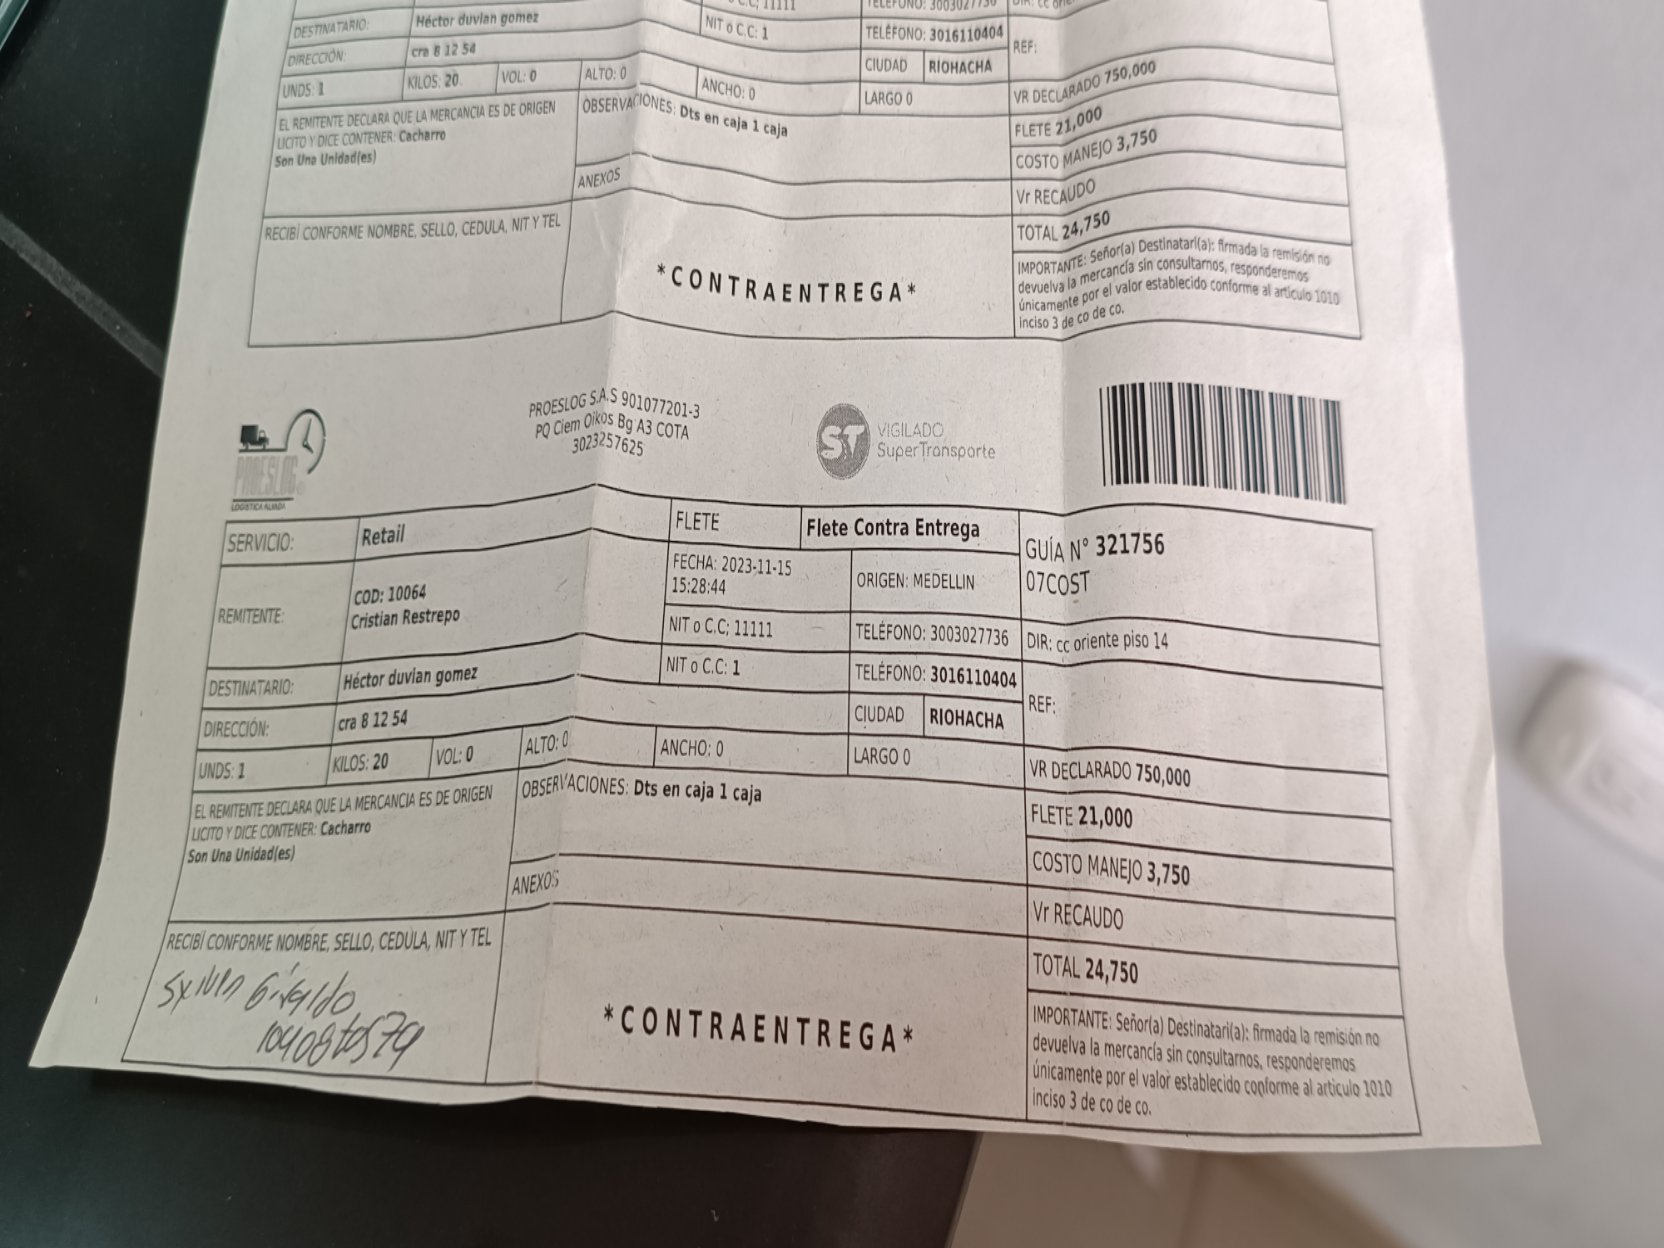 DESTINATARIO: Héctor duvian gomez NIT o C.C: 1 TELÉFONO: 3016110404 REF:
DIRECCIÓN: cra 8 12 54 CIUDAD RIOHACHA
UNDS: 1 KILOS: 20 VOL: 0 ALTO: 0 ANCHO: 0 LARGO 0 VR DECLARADO 750,000
EL REMITENTE DECLARA QUE LA MERCANCIA ES DE ORIGEN
LICITO Y DICE CONTENER: Cacharro
Son Una Unidad(es)
OBSERVACIONES: Dts en caja 1 caja
FLETE 21,000
COSTO MANEJO 3,750
ANEXOS
Vr RECAUDO
TOTAL 24,750
RECIBÍ CONFORME NOMBRE, SELLO, CEDULA, NIT Y TEL
*CONTRAENTREGA*
IMPORTANTE: Señor(a) Destinatari(a): firmada la remisión no
devuelva la mercancía sin consultarnos, responderemos
únicamente por el valor establecido conforme al articulo 1010
inciso 3 de co de co.
PROESLOG
LOGISTICA ALIADA
PROESLOG S.A.S 901077201-3
PQ Ciem Oikos Bg A3 COTA
3023257625
ST
VIGILADO
SuperTransporte
SERVICIO: Retail FLETE Flete Contra Entrega
GUÍA N° 321756
07COST
REMITENTE:
COD: 10064
Cristian Restrepo
FECHA: 2023-11-15
15:28:44
ORIGEN: MEDELLIN
NIT o C.C; 11111 TELÉFONO: 3003027736 DIR: cc oriente piso 14
DESTINATARIO: Héctor duvian gomez NIT o C.C: 1 TELÉFONO: 3016110404 REF:
DIRECCIÓN: cra 8 12 54 CIUDAD RIOHACHA
UNDS: 1 KILOS: 20 VOL: 0 ALTO: 0 ANCHO: 0 LARGO 0 VR DECLARADO 750,000
EL REMITENTE DECLARA QUE LA MERCANCIA ES DE ORIGEN
LICITO Y DICE CONTENER: Cacharro
Son Una Unidad(es)
OBSERVACIONES: Dts en caja 1 caja
FLETE 21,000
COSTO MANEJO 3,750
ANEXOS
Vr RECAUDO
TOTAL 24,750
RECIBÍ CONFORME NOMBRE, SELLO, CEDULA, NIT Y TEL
Giraldo
*CONTRAENTREGA*
IMPORTANTE: Señor(a) Destinatari(a): firmada la remisión no
devuelva la mercancía sin consultarnos, responderemos
únicamente por el valor establecido conforme al articulo 1010
inciso 3 de co de co.